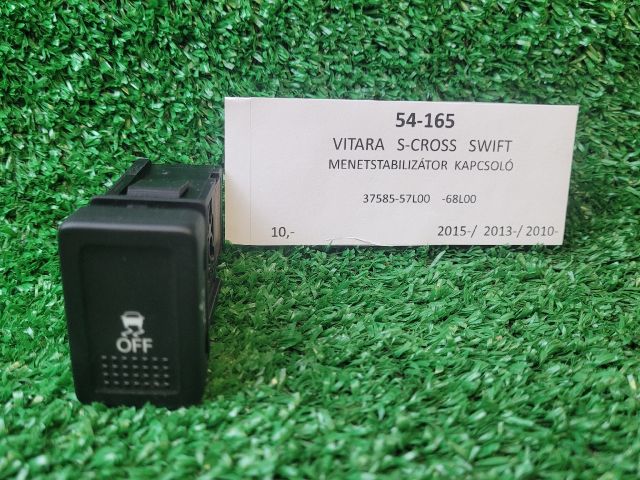 54-165
VITARA S-CROSS SWIFT
MENETSTABILIZÁTOR KAPCSOLÓ
37585-57L00 -68L00
10,- 2015-/ 2013-/ 2010-
OFF